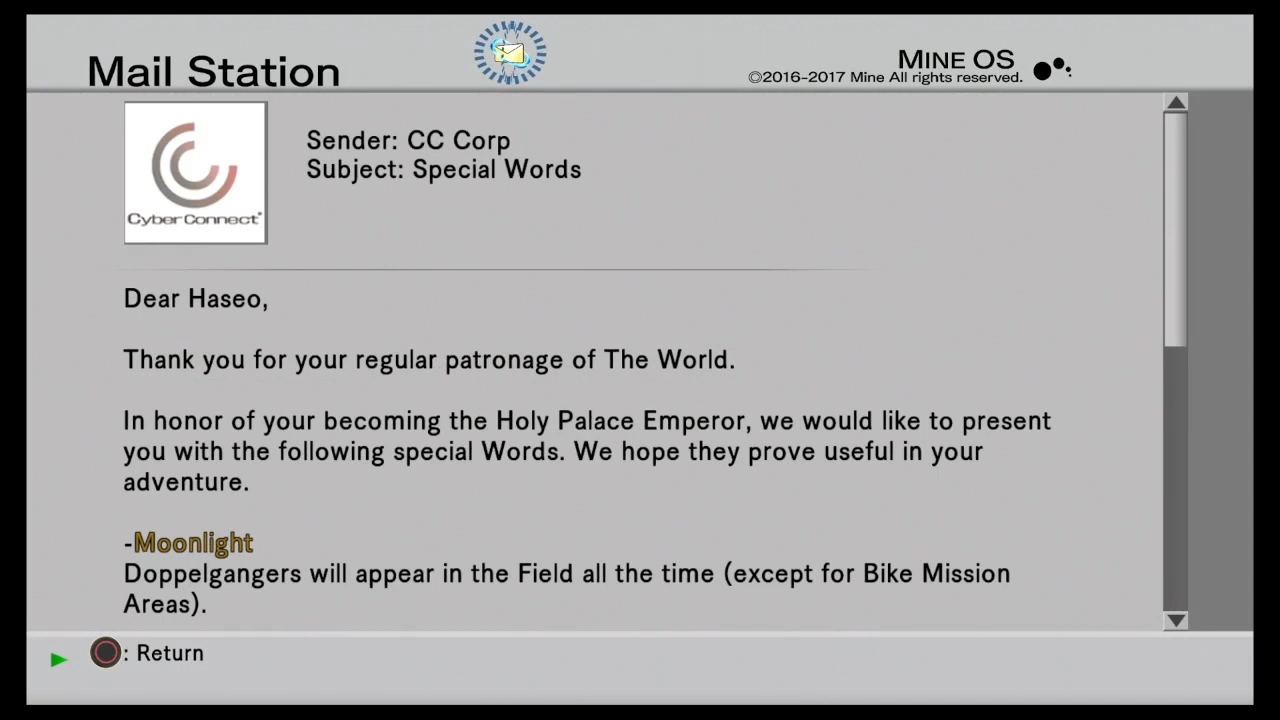 Mail Station
MINE OS
©2016-2017 Mine All rights reserved.
CyberConnect
Sender: CC Corp
Subject: Special Words
Dear Haseo,
Thank you for your regular patronage of The World.
In honor of your becoming the Holy Palace Emperor, we would like to present
you with the following special Words. We hope they prove useful in your
adventure.
-Moonlight
Doppelgangers will appear in the Field all the time (except for Bike Mission
Areas).
: Return